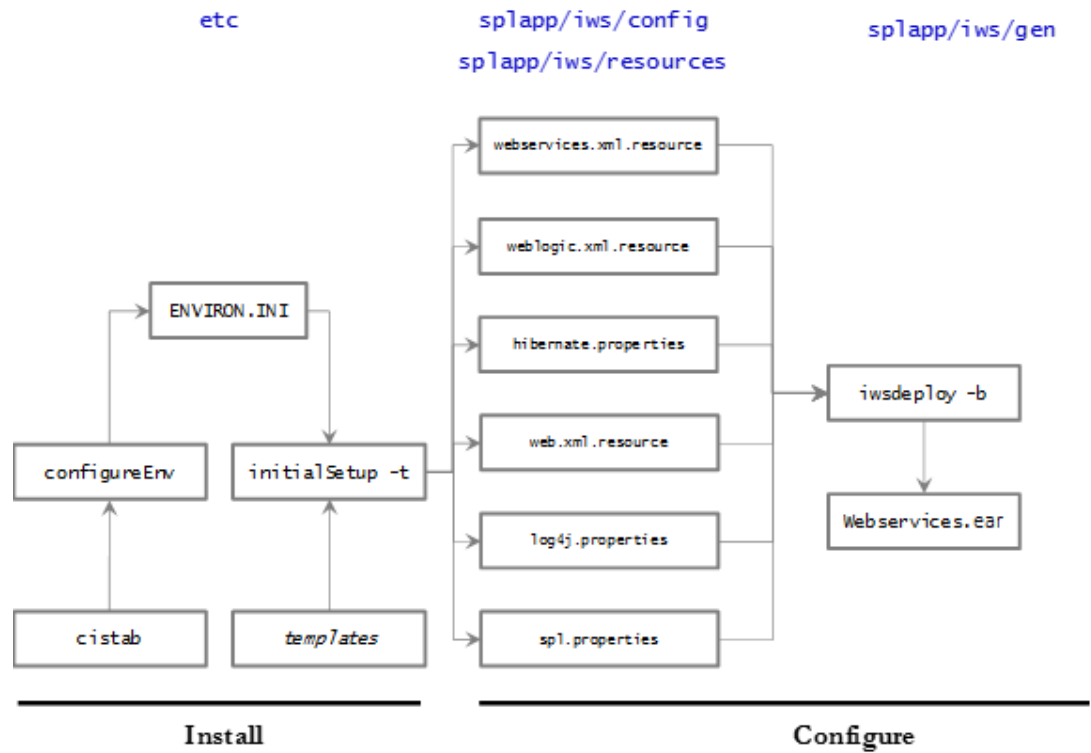 etc
splapp/iws/config
splapp/iws/resources
splapp/iws/gen
webservices.xml.resource
weblogic.xml.resource
ENVIRON.INI
hibernate.properties
iwsdeploy -b
configureEnv
initialSetup -t
web.xml.resource
Webservices.ear
log4j.properties
cistab
templates
spl.properties
Install
Configure